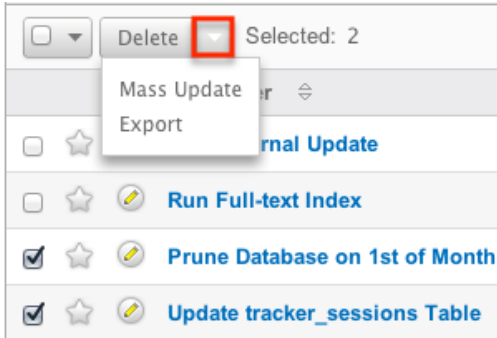 Delete Selected: 2
Mass Update
Export
rnal Update
Run Full-text Index
Prune Database on 1st of Month
Update tracker_sessions Table